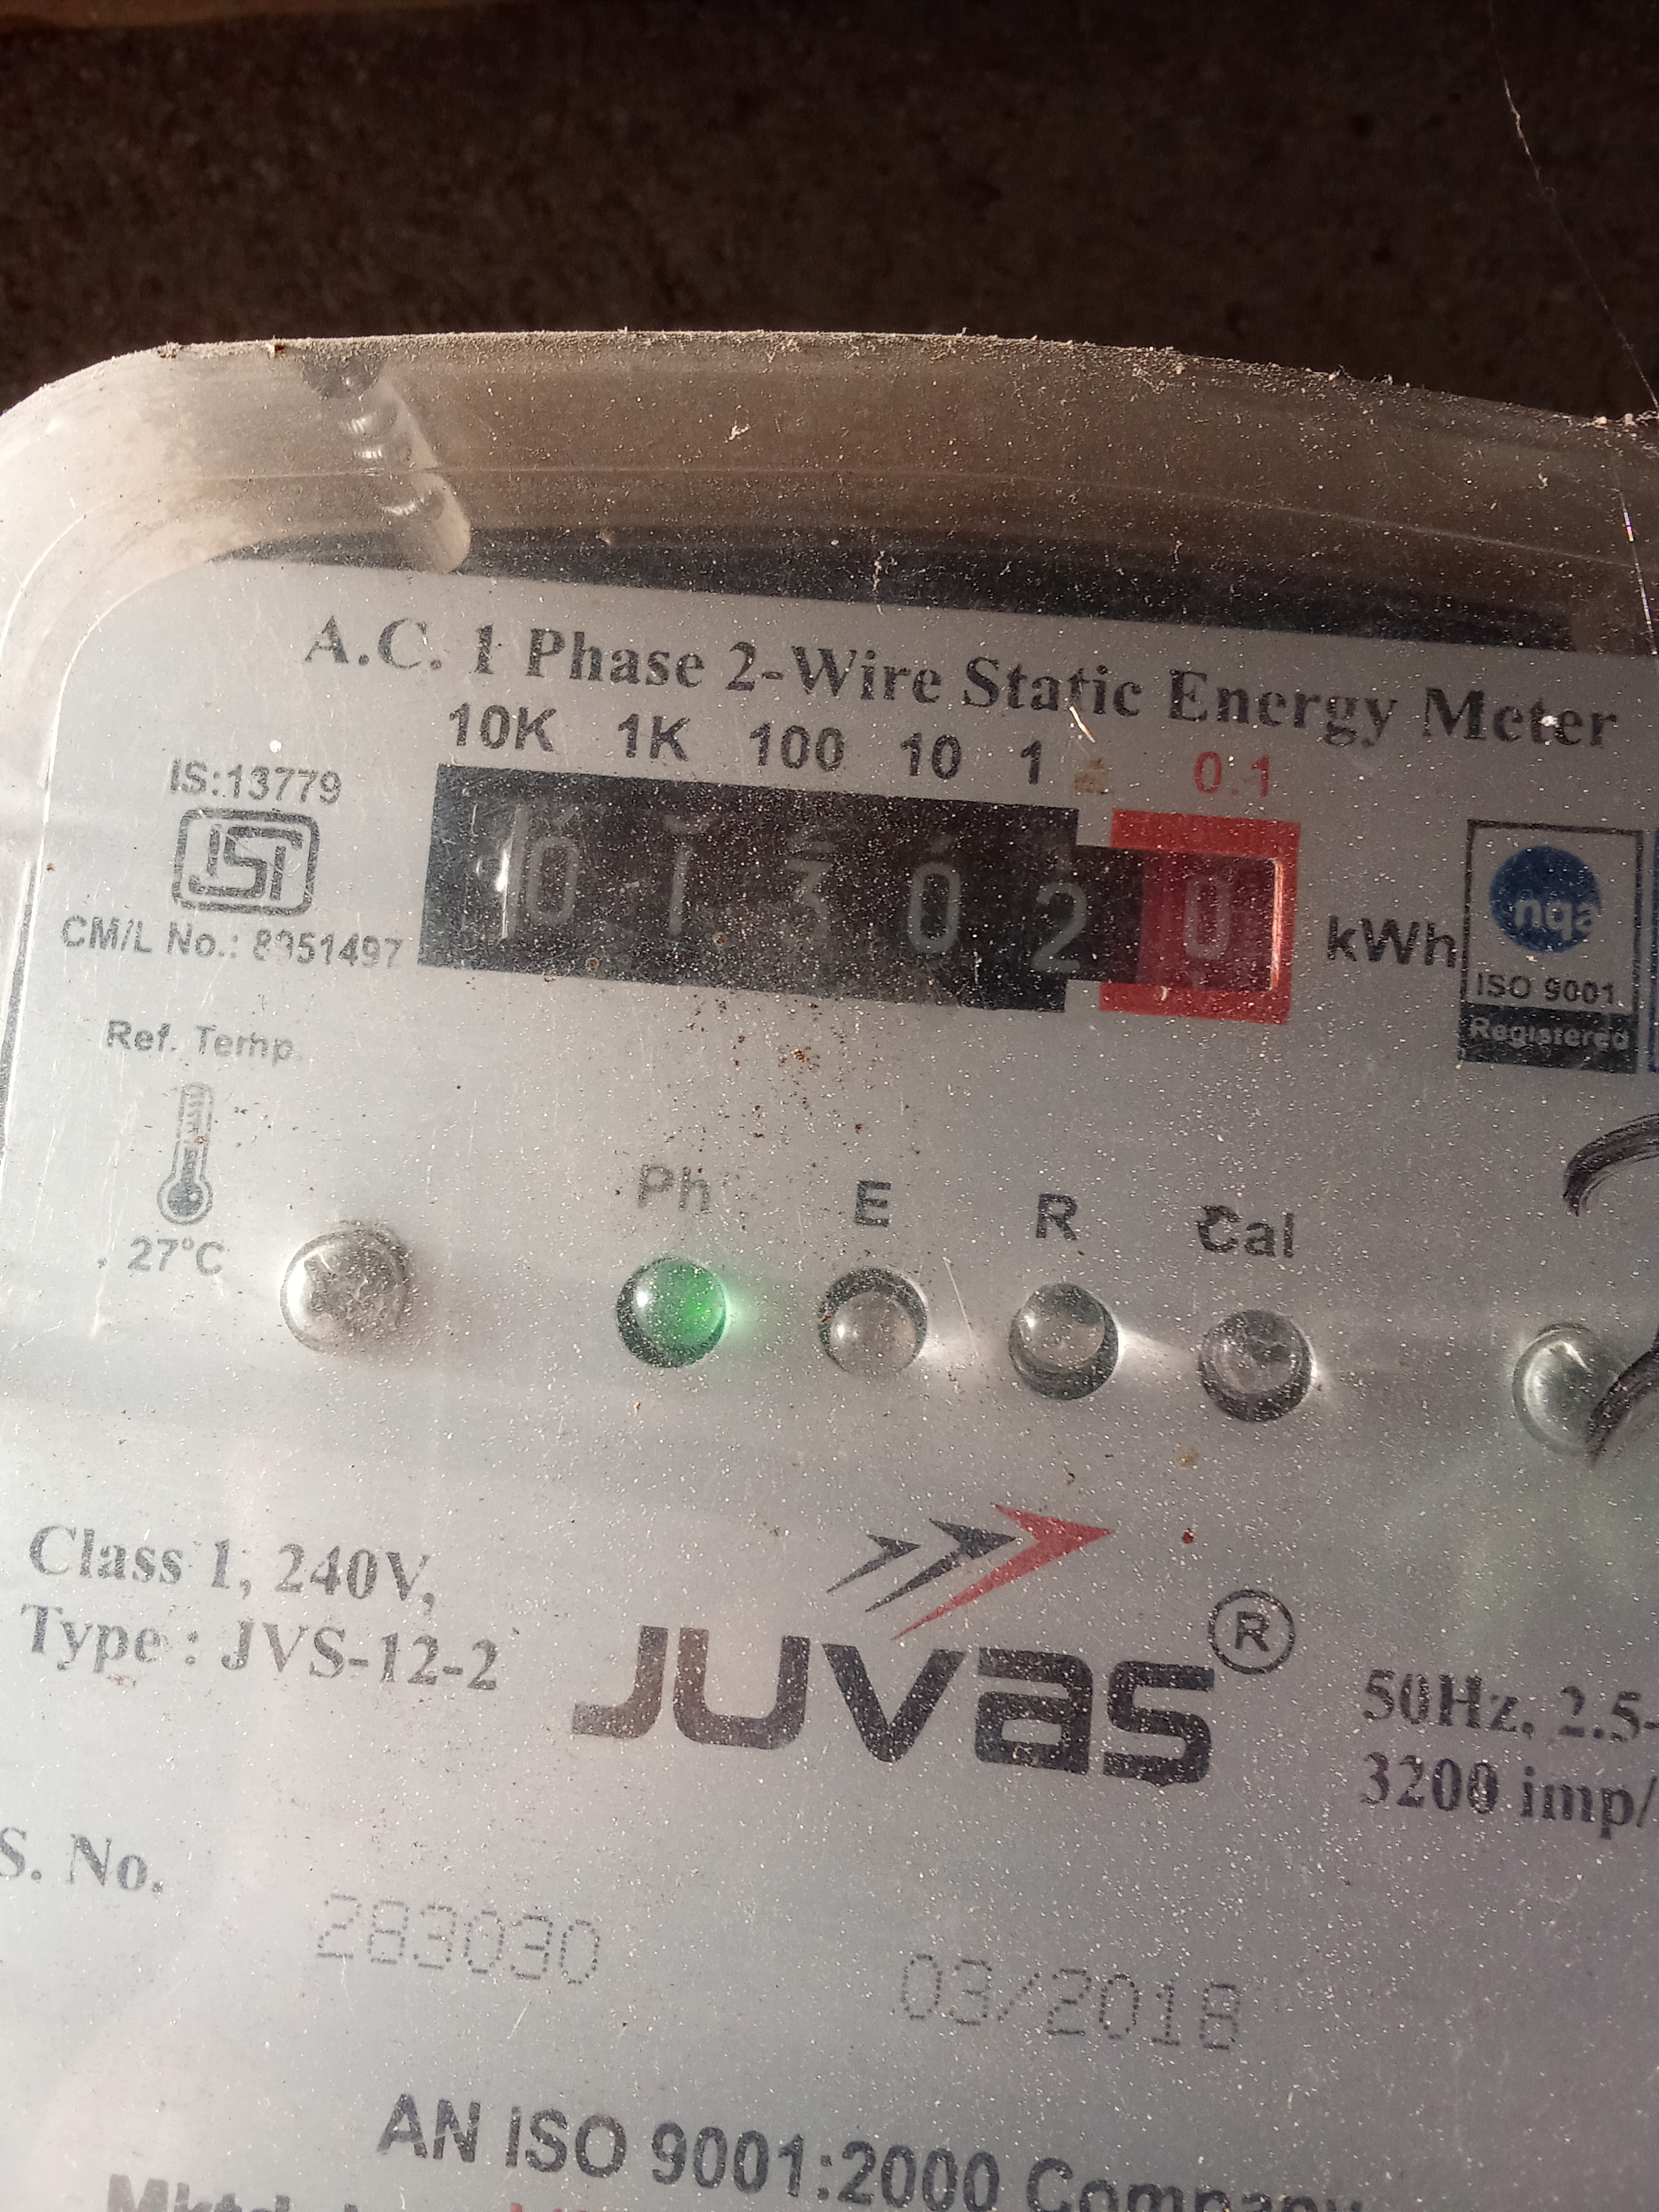 A.C. 1 Phase 2-Wire Static Energy Meter
10K 1K 100 10 1 0.1
IS:13779
ISI
0 1 3 0 2 0
kWh
nqa
ISO 9001
Registered
CM/L No.:
Ref. Temp.
27°C
Ph E R Cal
Class 1, 240V,
Type : JVS-12-2
JUVAS®
50Hz, 2.5-
3200 imp/
S. No.
283030 03/2018
AN ISO 9001:2000 Company